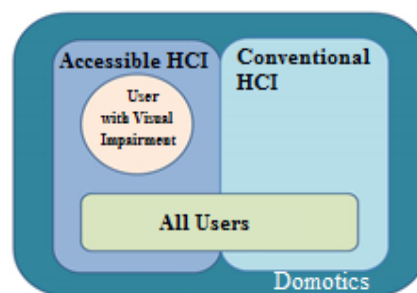 Accessible HCI
User
with Visual
Impairment
Conventional
HCI
All Users
Domotics